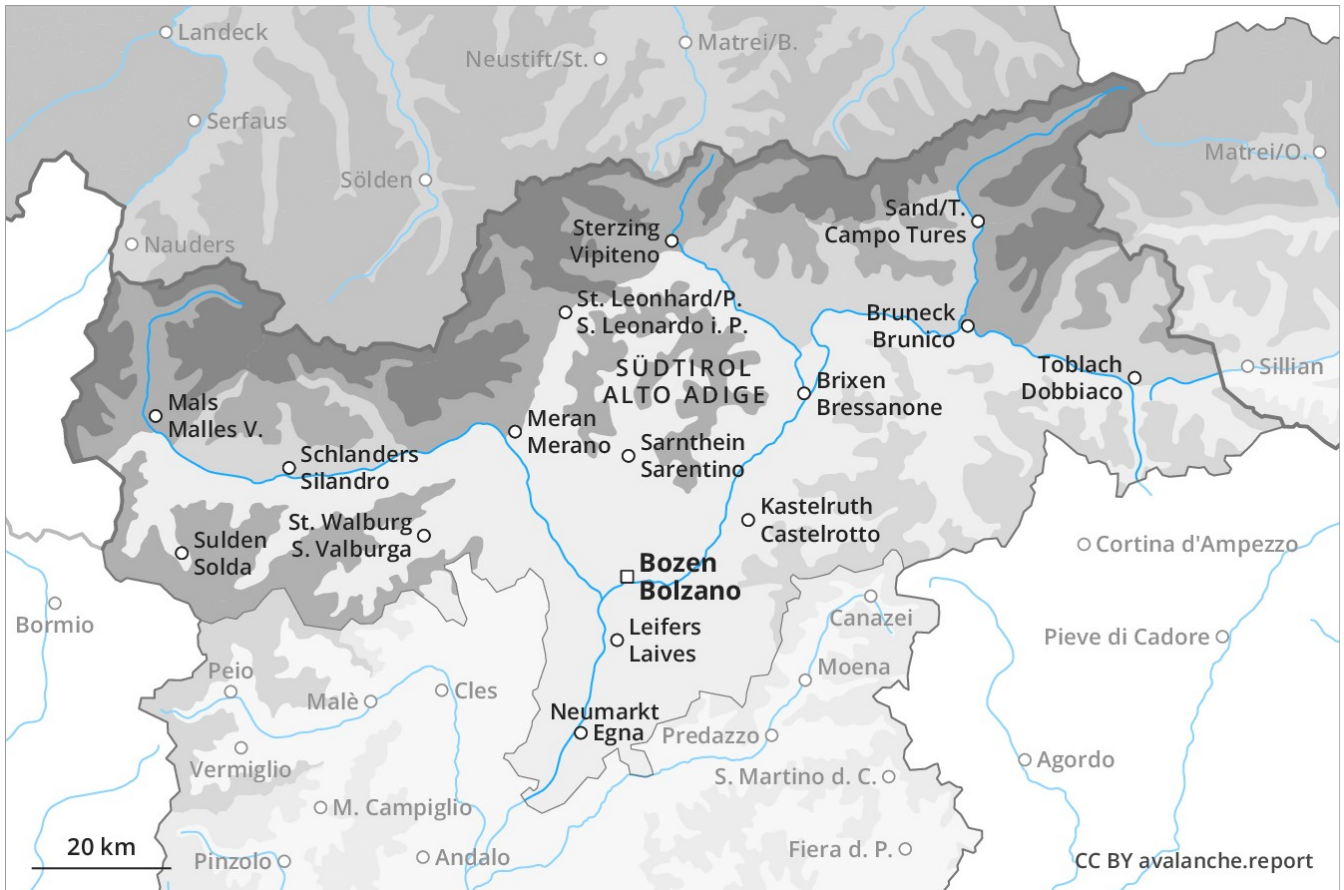 Landeck
Matrei/B.
Neustift/St.
Serfaus
Matrei/O.
Sölden
Sand/T.
Campo Tures
Sterzing
Vipiteno
Nauders
St. Leonhard/P.
S. Leonardo i. P.
Bruneck
Brunico
SÜDTIROL
ALTO ADIGE
Toblach
Dobbiaco
Sillian
Brixen
Bressanone
Mals
Malles V.
Meran
Merano
Sarnthein
Sarentino
Schlanders
Silandro
Kastelruth
Castelrotto
St. Walburg
S. Valburga
Sulden
Solda
Cortina d'Ampezzo
Bozen
Bolzano
Bormio
Canazei
Leifers
Laives
Pieve di Cadore
Peio
Moena
Malè
Cles
Neumarkt
Egna
Predazzo
Vermiglio
Agordo
S. Martino d. C.
M. Campiglio
20 km
Fiera d. P.
Pinzolo
Andalo
CC BY avalanche.report